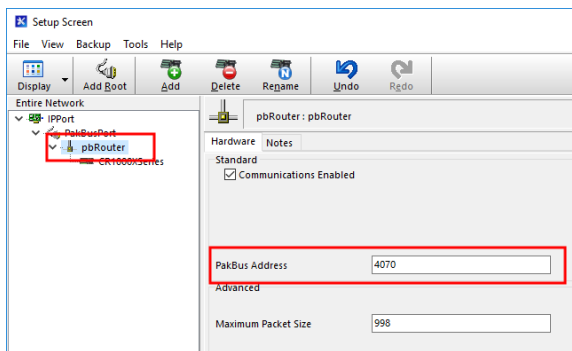 Setup Screen
File View Backup Tools Help
Display Add Root Add Delete Rename Undo Redo
Entire Network
IPPort
PakBusPort
pbRouter
CR1000XSeries
pbRouter : pbRouter
Hardware Notes
Standard
Communications Enabled
PakBus Address 4070
Advanced
Maximum Packet Size 998